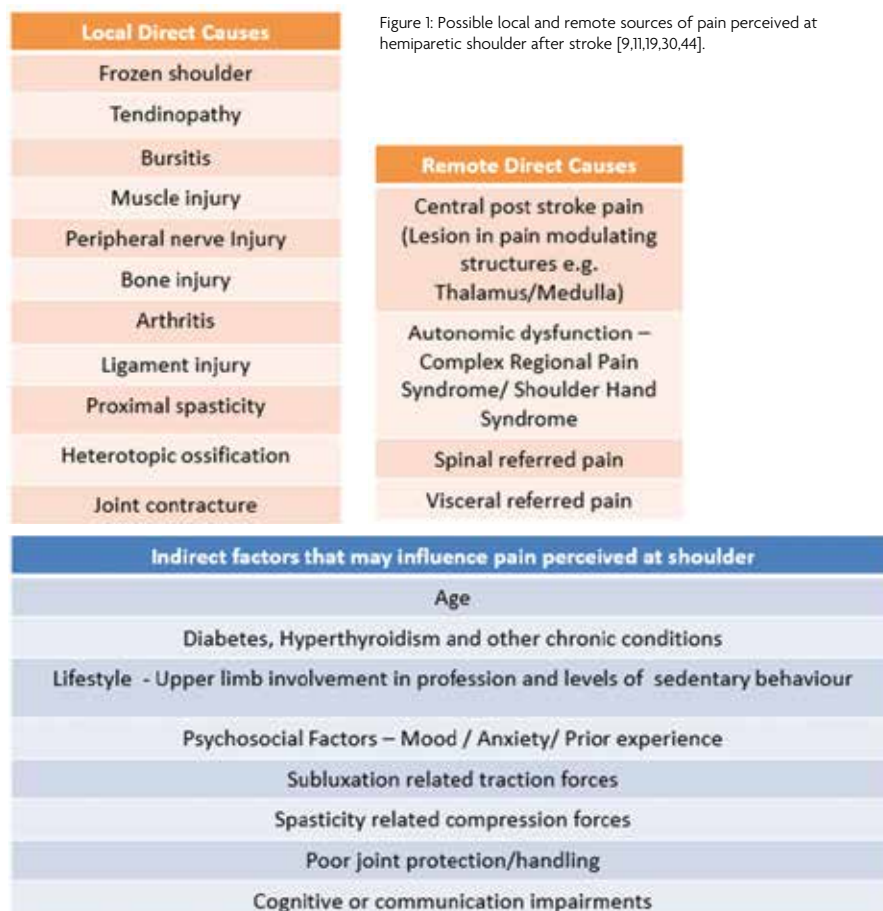 Local Direct Causes
Frozen shoulder
Tendinopathy
Bursitis
Muscle injury
Peripheral nerve Injury
Bone injury
Arthritis
Ligament injury
Proximal spasticity
Heterotopic ossification
Joint contracture
Figure 1: Possible local and remote sources of pain perceived at
hemiparetic shoulder after stroke [9,11,19,30,44].
Remote Direct Causes
Central post stroke pain
(Lesion in pain modulating
structures e.g.
Thalamus/Medulla)
Autonomic dysfunction –
Complex Regional Pain
Syndrome/ Shoulder Hand
Syndrome
Spinal referred pain
Visceral referred pain
Indirect factors that may influence pain perceived at shoulder
Age
Diabetes, Hyperthyroidism and other chronic conditions
Lifestyle - Upper limb involvement in profession and levels of sedentary behaviour
Psychosocial Factors – Mood / Anxiety/ Prior experience
Subluxation related traction forces
Spasticity related compression forces
Poor joint protection/handling
Cognitive or communication impairments